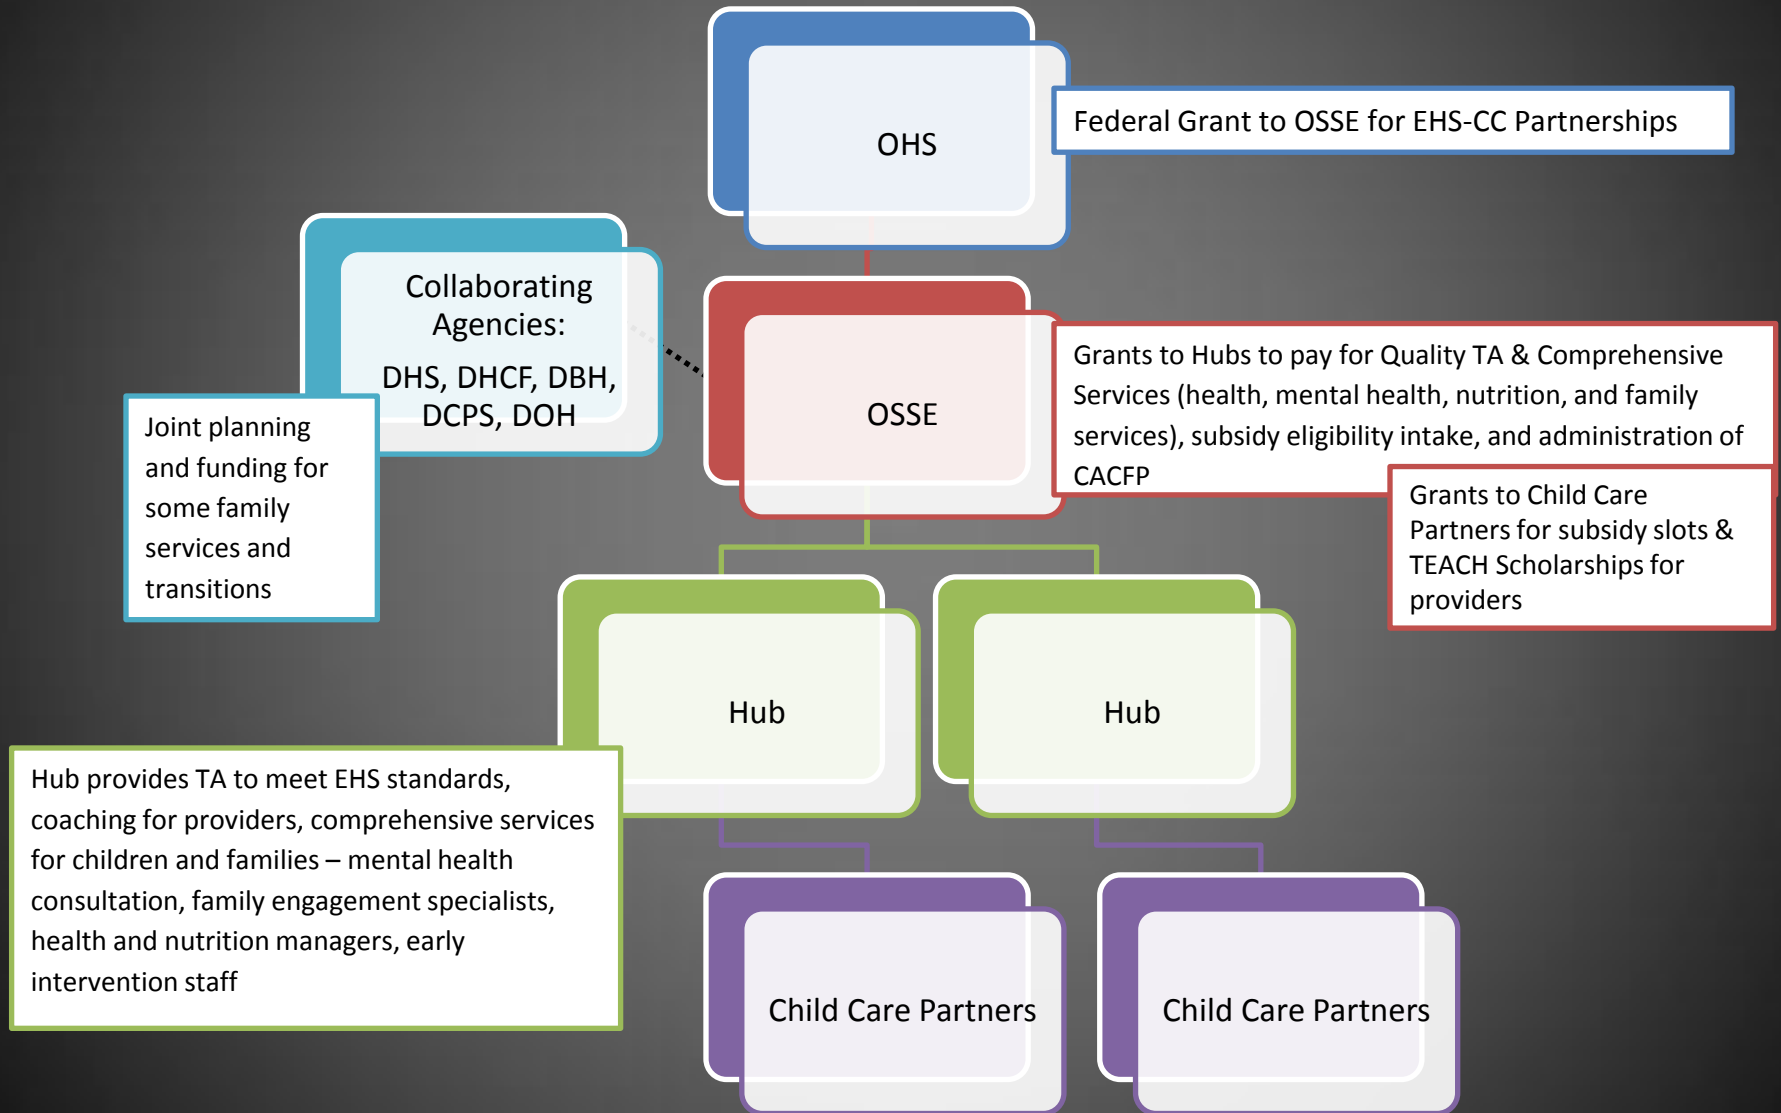 OHS
Federal Grant to OSSE for EHS-CC Partnerships
Collaborating
Agencies:
DHS, DHCF, DBH,
DCPS, DOH
Joint planning
and funding for
some family
services and
transitions
OSSE
Grants to Hubs to pay for Quality TA & Comprehensive
Services (health, mental health, nutrition, and family
services), subsidy eligibility intake, and administration of
CACFP
Grants to Child Care
Partners for subsidy slots &
TEACH Scholarships for
providers
Hub
Hub
Hub provides TA to meet EHS standards,
coaching for providers, comprehensive services
for children and families – mental health
consultation, family engagement specialists,
health and nutrition managers, early
intervention staff
Child Care Partners
Child Care Partners